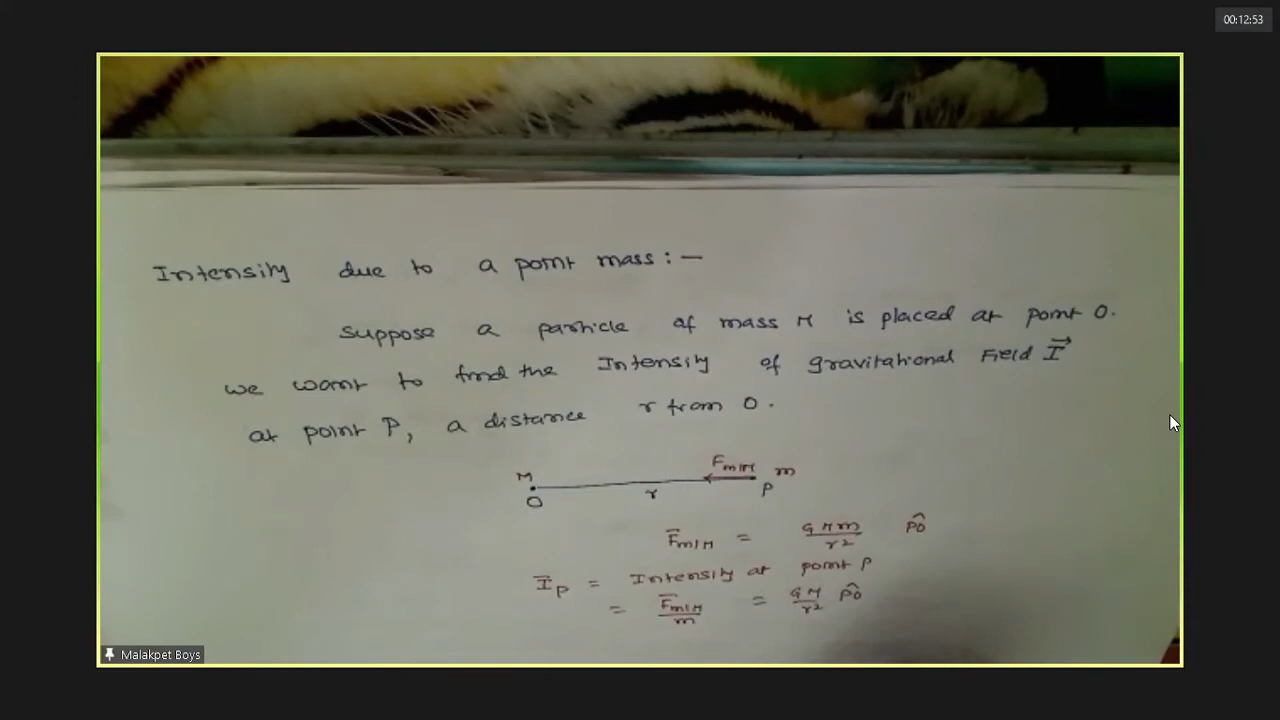 00:12:53
Intensity due to a point mass : —
Suppose a particle of mass M is placed at point O.
we want to find the Intensity of gravitational Field I⃗
at point P, a distance r from O.
F m/M m
M
O r P
F̅ m/M = GMm/r² P̂O
I̅ P = Intensity at point P
= F̅ m/M / m = GM/r² P̂O
Malakpet Boys